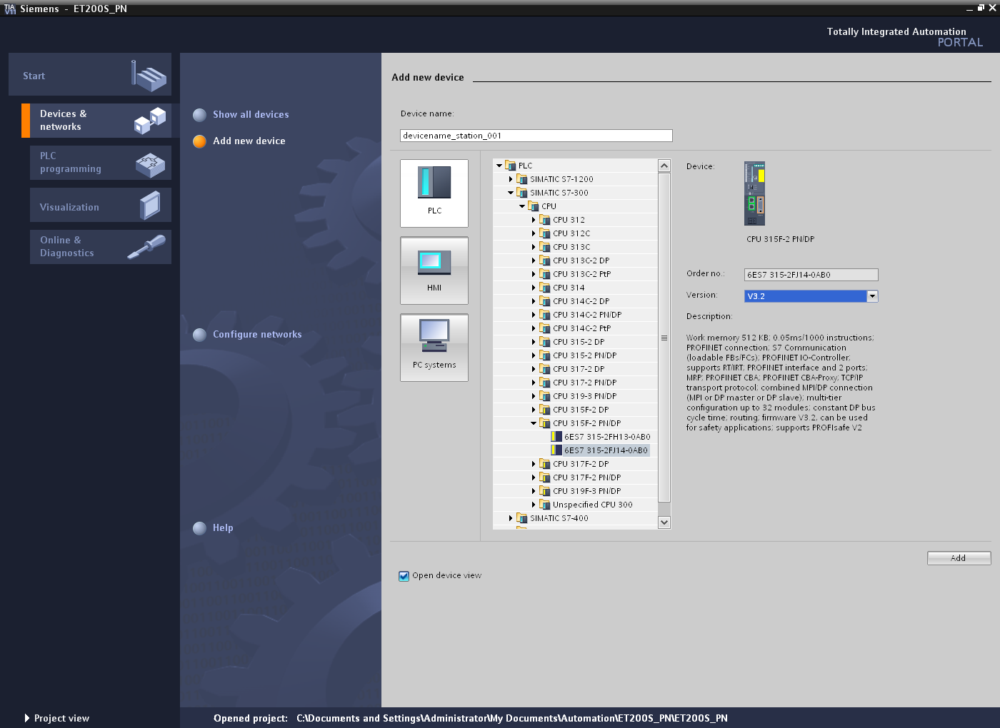 TIA
V11
Siemens - ET200S_PN
Totally Integrated Automation
PORTAL
Start
Devices &
networks
PLC
programming
Visualization
Online &
Diagnostics
Show all devices
Add new device
Configure networks
Help
Add new device
Device name:
devicename_station_001
PLC
HMI
PC systems
PLC
SIMATIC S7-1200
SIMATIC S7-300
CPU
CPU 312
CPU 312C
CPU 313C
CPU 313C-2 DP
CPU 313C-2 PtP
CPU 314
CPU 314C-2 DP
CPU 314C-2 PN/DP
CPU 314C-2 PtP
CPU 315-2 DP
CPU 315-2 PN/DP
CPU 317-2 DP
CPU 317-2 PN/DP
CPU 319-3 PN/DP
CPU 315F-2 DP
CPU 315F-2 PN/DP
6ES7 315-2FH13-0AB0
6ES7 315-2FJ14-0AB0
CPU 317F-2 DP
CPU 317F-2 PN/DP
CPU 319F-3 PN/DP
Unspecified CPU 300
SIMATIC S7-400
Device:
CPU 315F-2 PN/DP
Order no.:
6ES7 315-2FJ14-0AB0
Version:
V3.2
Description:
Work memory 512 KB; 0.05ms/1000 instructions;
PROFINET connection; S7 Communication
(loadable FBs/FCs); PROFINET IO-Controller;
supports RT/IRT; PROFINET interface and 2 ports;
MRP; PROFINET CBA; PROFINET CBA-Proxy; TCP/IP
transport protocol; combined MPI/DP connection
(MPI or DP master or DP slave); multi-tier
configuration up to 32 modules; constant DP bus
cycle time; routing; firmware V3.2, can be used
for safety applications; supports PROFIsafe V2
Add
Open device view
Project view
Opened project: C:\Documents and Settings\Administrator\My Documents\Automation\ET200S_PN\ET200S_PN